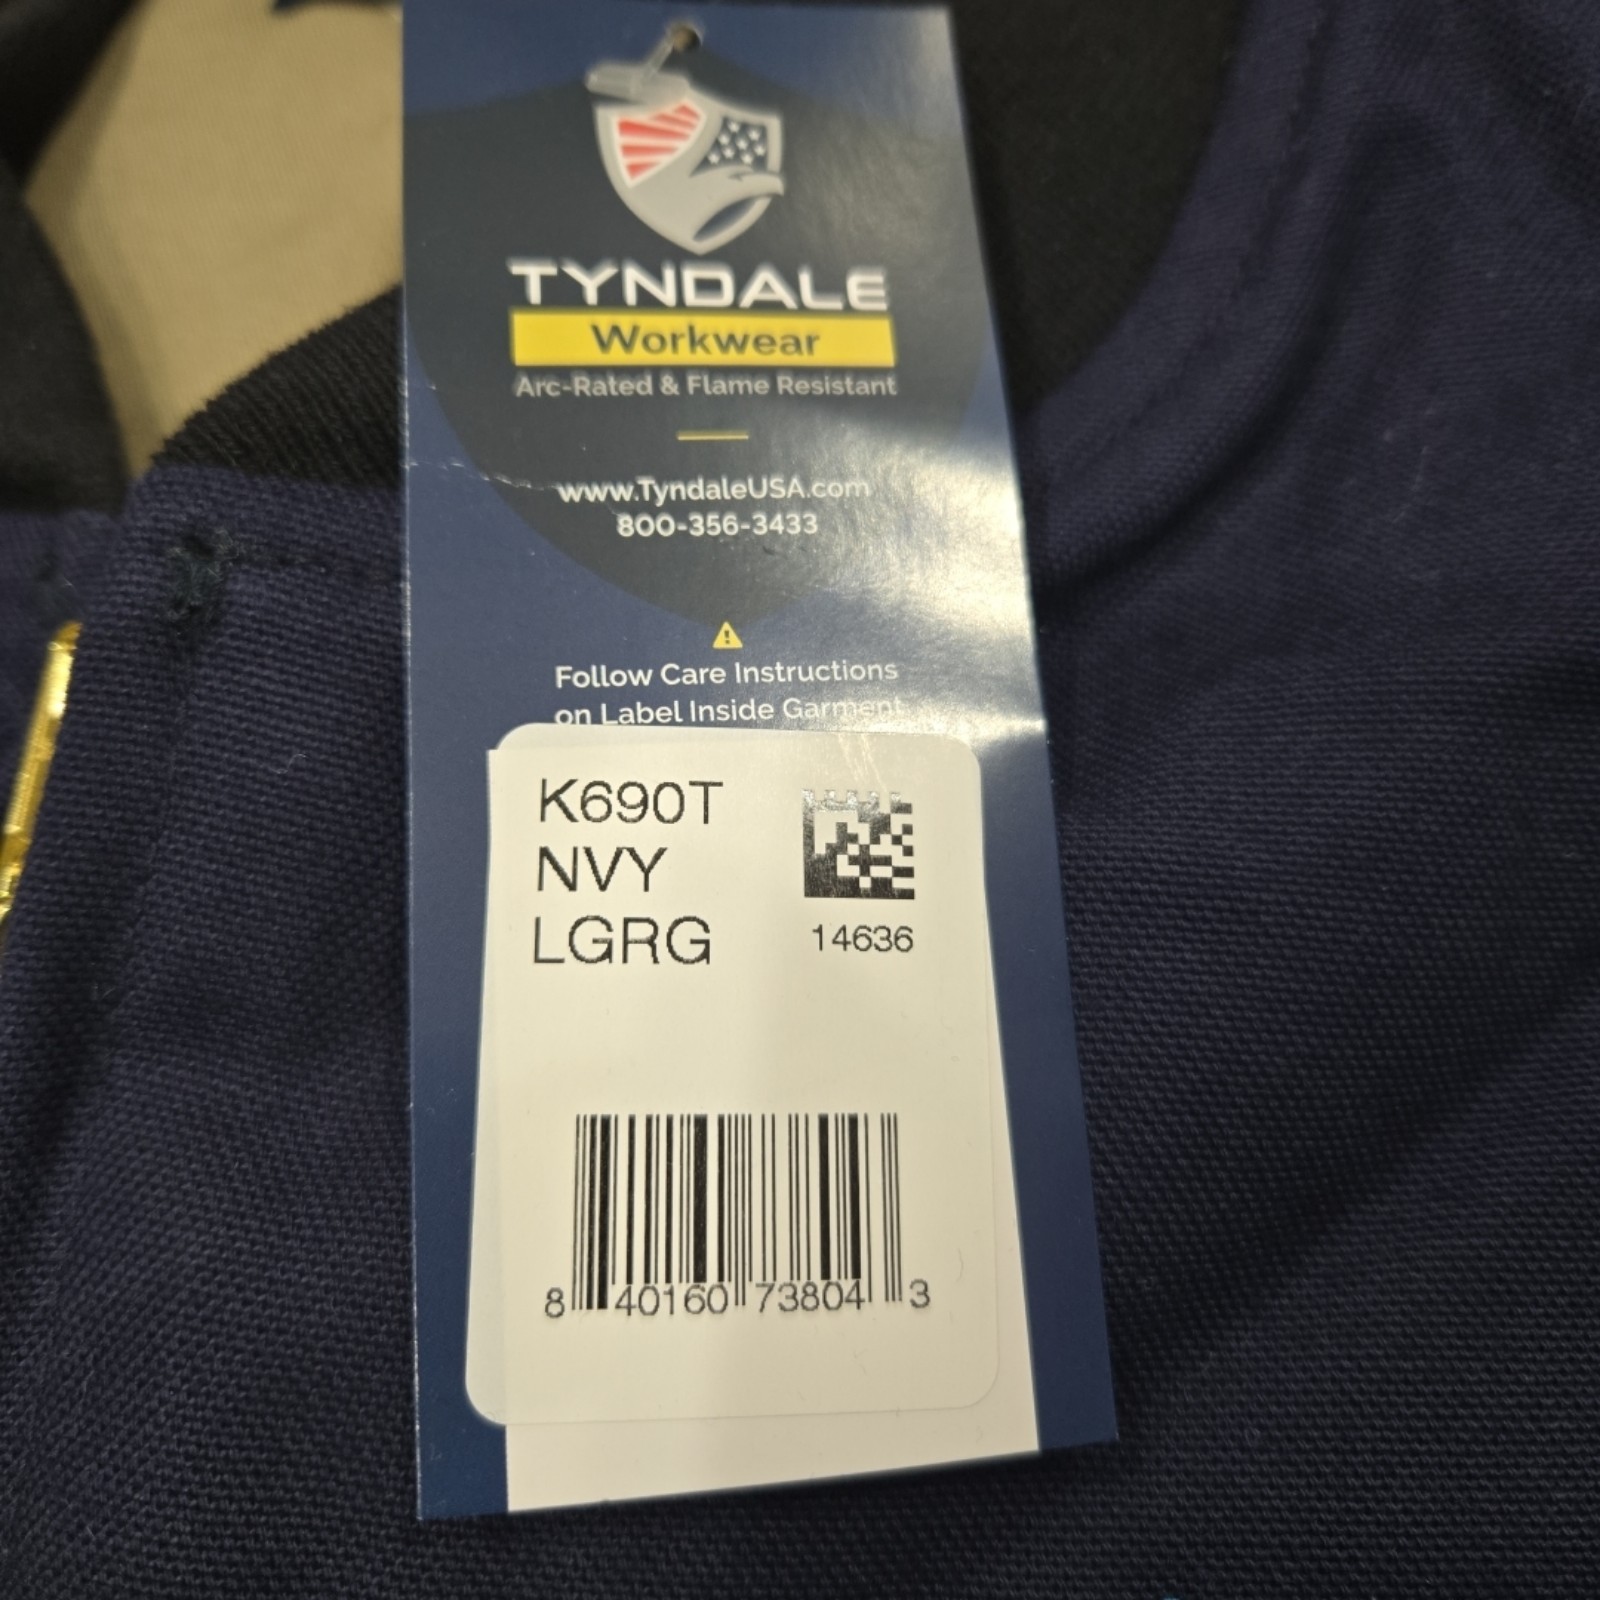 TYNDALE
Workwear
Arc-Rated & Flame Resistant
www.TyndaleUSA.com
800-356-3433
Follow Care Instructions
on Label Inside Garment
K690T
NVY
LGRG
14636
8 40160 73804 3